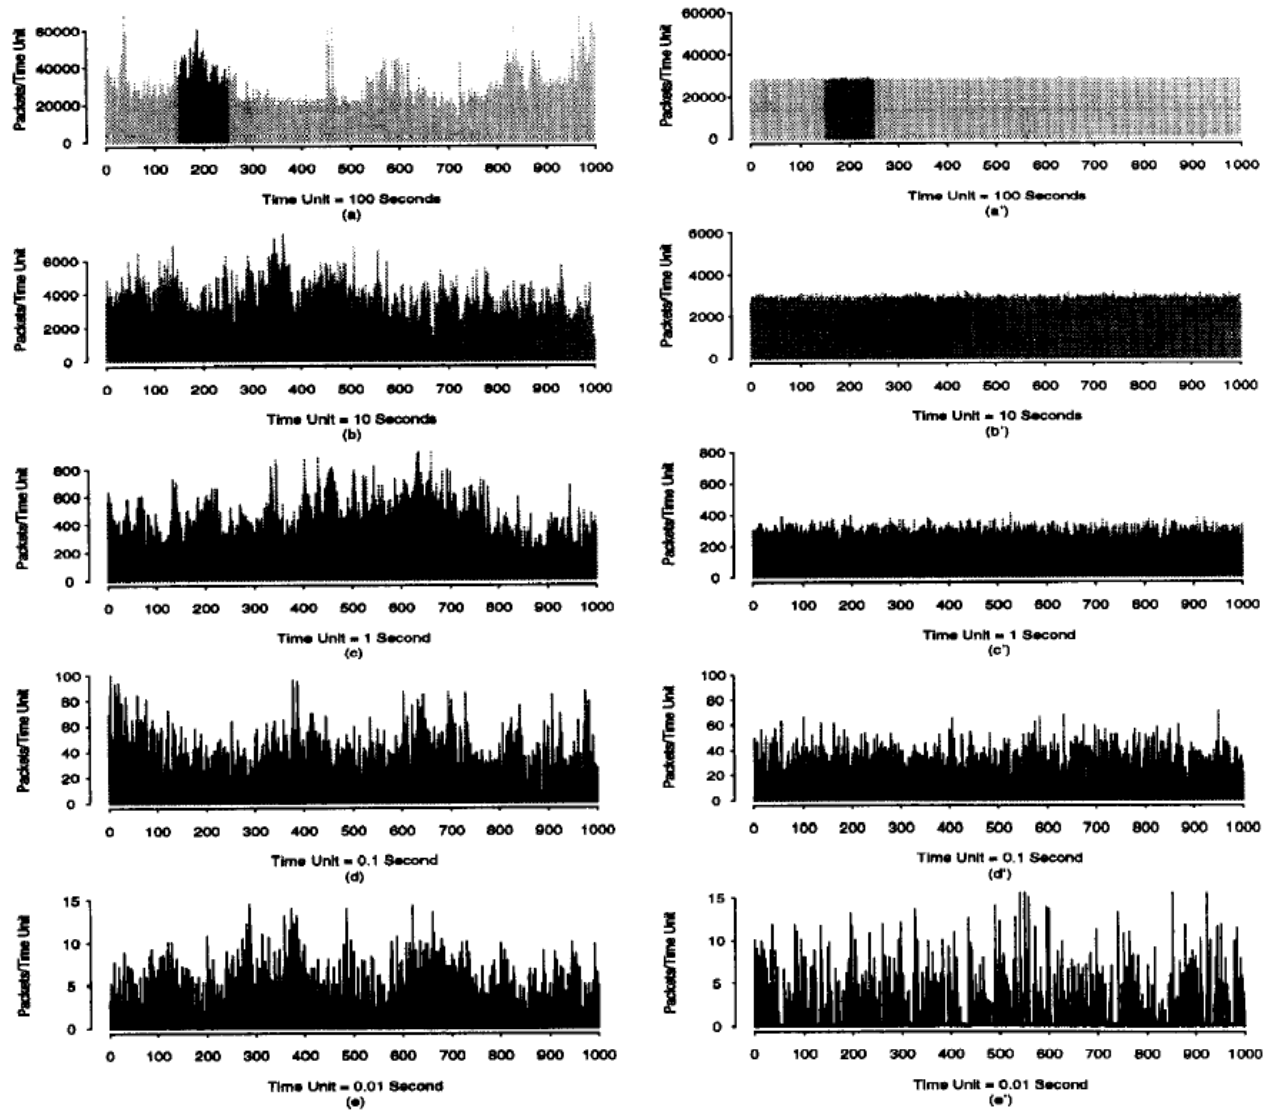 Packets/Time Unit
60000
40000
20000
0
0 100 200 300 400 500 600 700 800 900 1000
Time Unit = 100 Seconds
(a)
Packets/Time Unit
60000
40000
20000
0
0 100 200 300 400 500 600 700 800 900 1000
Time Unit = 100 Seconds
(a')
Packets/Time Unit
6000
4000
2000
0
0 100 200 300 400 500 600 700 800 900 1000
Time Unit = 10 Seconds
(b)
Packets/Time Unit
6000
4000
2000
0
0 100 200 300 400 500 600 700 800 900 1000
Time Unit = 10 Seconds
(b')
Packets/Time Unit
800
600
400
200
0
0 100 200 300 400 500 600 700 800 900 1000
Time Unit = 1 Second
(c)
Packets/Time Unit
800
600
400
200
0
0 100 200 300 400 500 600 700 800 900 1000
Time Unit = 1 Second
(c')
Packets/Time Unit
100
80
60
40
20
0
0 100 200 300 400 500 600 700 800 900 1000
Time Unit = 0.1 Second
(d)
Packets/Time Unit
100
80
60
40
20
0
0 100 200 300 400 500 600 700 800 900 1000
Time Unit = 0.1 Second
(d')
Packets/Time Unit
15
10
5
0
0 100 200 300 400 500 600 700 800 900 1000
Time Unit = 0.01 Second
(e)
Packets/Time Unit
15
10
5
0
0 100 200 300 400 500 600 700 800 900 1000
Time Unit = 0.01 Second
(e')